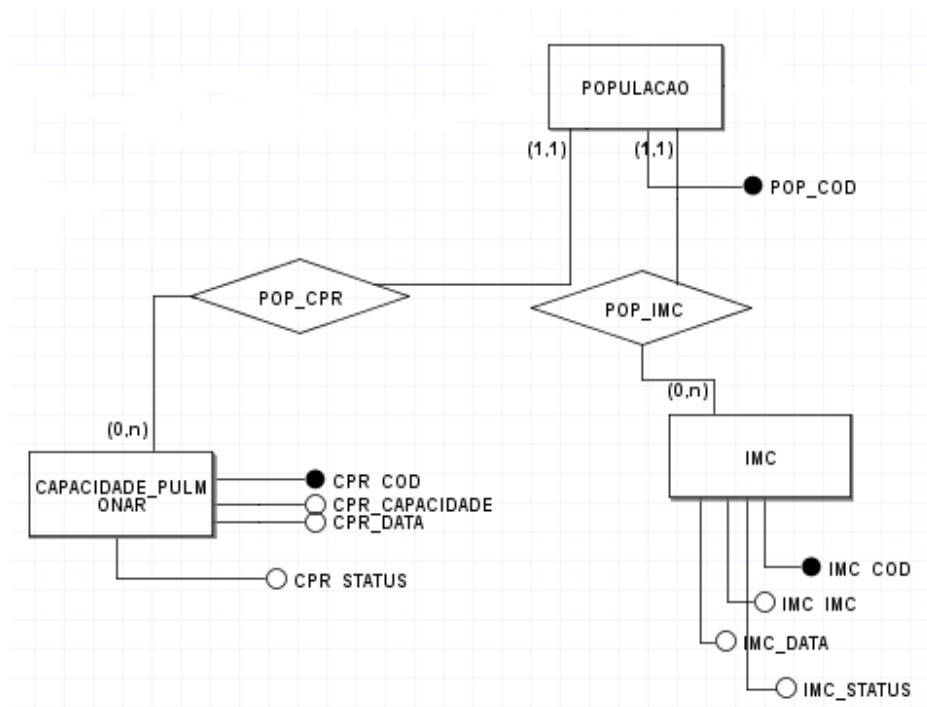 POPULACAO
(1,1)
(1,1)
POP_COD
POP_CPR
POP_IMC
(0,n)
(0,n)
CAPACIDADE_PULM
ONAR
IMC
CPR COD
CPR_CAPACIDADE
CPR_DATA
CPR STATUS
IMC COD
IMC IMC
IMC_DATA
IMC_STATUS